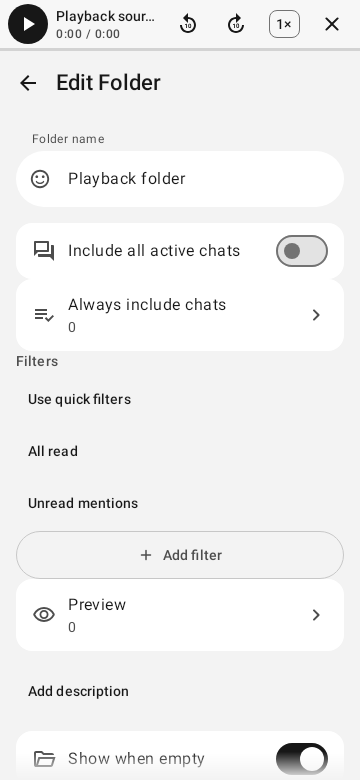 Playback sour...
0:00 / 0:00
10
10
1×
Edit Folder
Folder name
Playback folder
Include all active chats
Always include chats
0
Filters
Use quick filters
All read
Unread mentions
Add filter
Preview
0
Add description
Show when empty